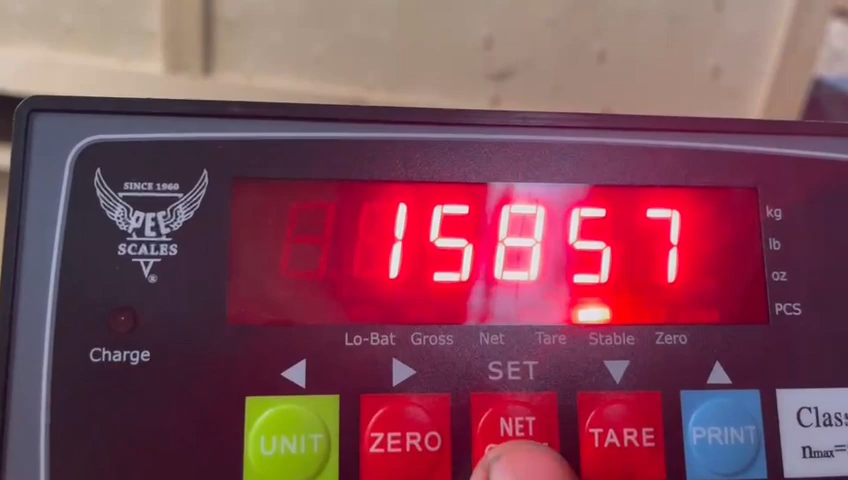 SINCE 1960
PEE
SCALES
®
15857
kg
lb
oz
PCS
Charge
Lo-Bat Gross Net Tare Stable Zero
SET
UNIT ZERO NET TARE PRINT
Class
nmax=